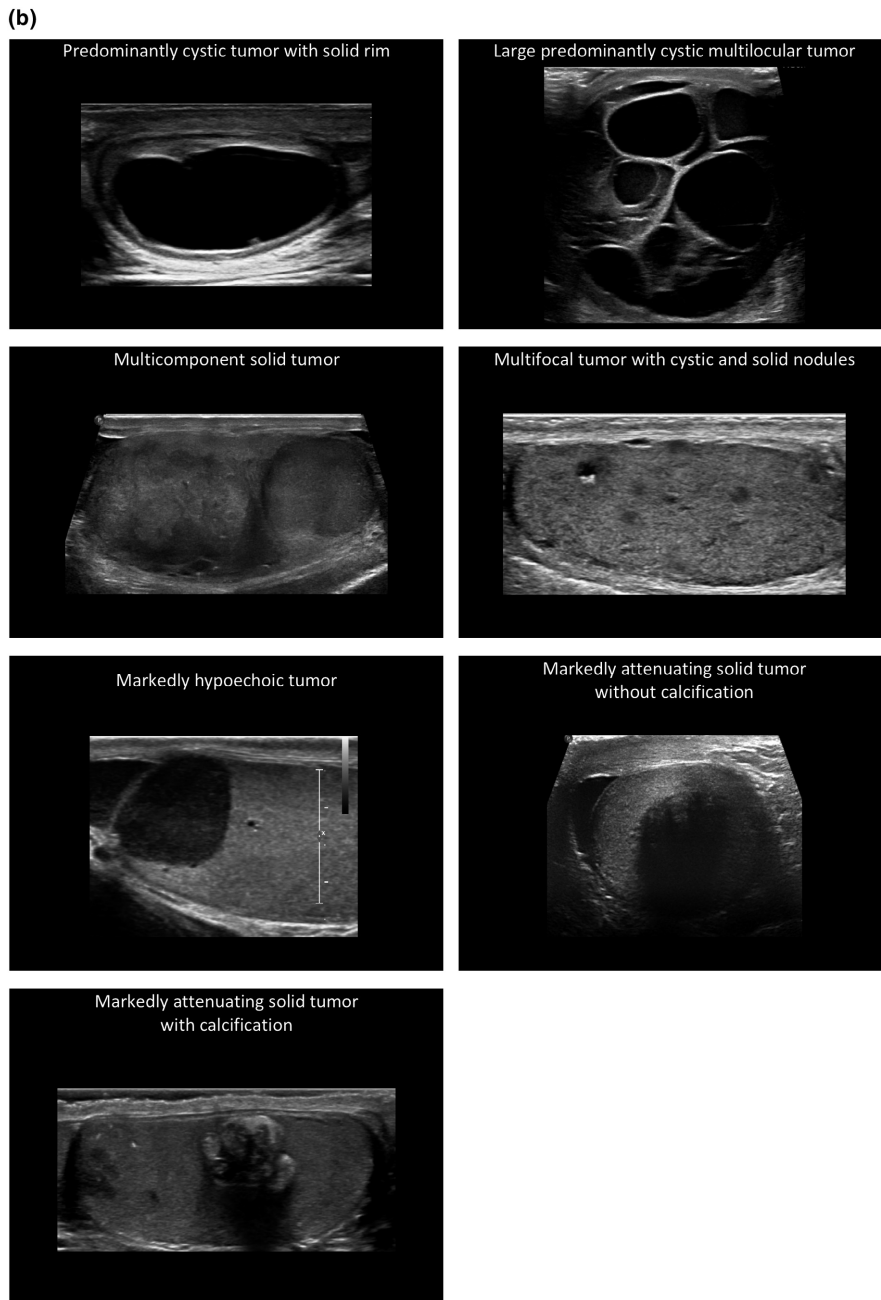 (b)
Predominantly cystic tumor with solid rim
Large predominantly cystic multilocular tumor
Multicomponent solid tumor
Multifocal tumor with cystic and solid nodules
Markedly hypoechoic tumor
Markedly attenuating solid tumor
without calcification
Markedly attenuating solid tumor
with calcification